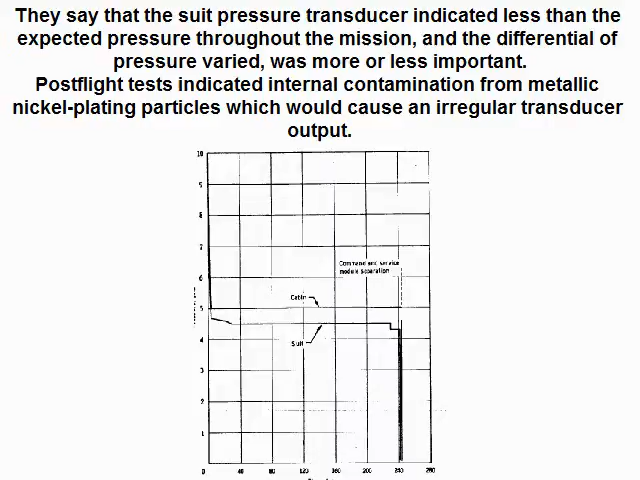 They say that the suit pressure transducer indicated less than the
expected pressure throughout the mission, and the differential of
pressure varied, was more or less important.
Postflight tests indicated internal contamination from metallic
nickel-plating particles which would cause an irregular transducer
output.
10
9
8
7
Command and service
module separation
6
Cabin
5
4
Suit
3
2
1
0 40 80 120 160 200 240 280